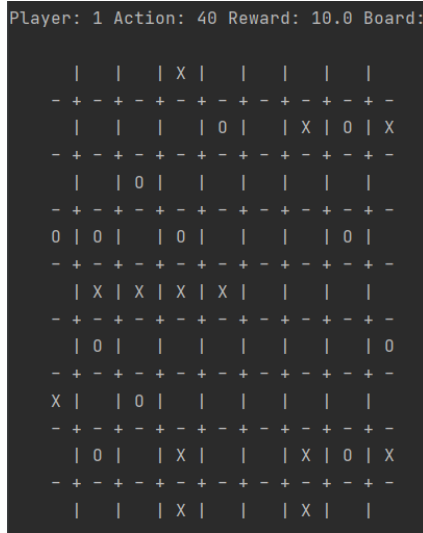 Player: 1 Action: 40 Reward: 10.0 Board:
  |   |   | X |   |   |   |   |
- + - + - + - + - + - + - + - + -
  |   |   |   | O |   | X | O | X
- + - + - + - + - + - + - + - + -
  |   | O |   |   |   |   |   |
- + - + - + - + - + - + - + - + -
O | O |   | O |   |   |   | O |
- + - + - + - + - + - + - + - + -
  | X | X | X | X |   |   |   |
- + - + - + - + - + - + - + - + -
  | O |   |   |   |   |   |   | O
- + - + - + - + - + - + - + - + -
X |   | O |   |   |   |   |   |
- + - + - + - + - + - + - + - + -
  | O |   | X |   |   | X | O | X
- + - + - + - + - + - + - + - + -
  |   |   | X |   |   | X |   |